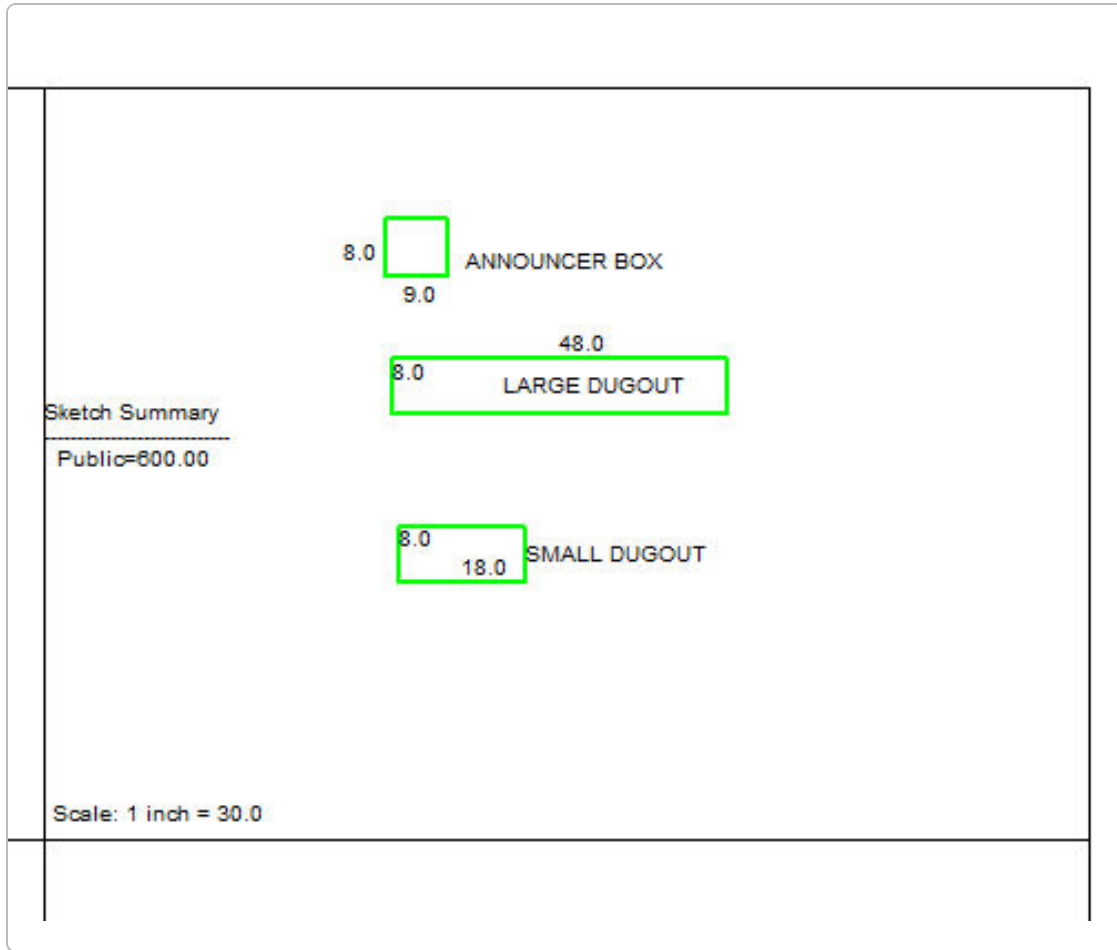 8.0
ANNOUNCER BOX
9.0
48.0
8.0
LARGE DUGOUT
Sketch Summary
Public=600.00
8.0
18.0
SMALL DUGOUT
Scale: 1 inch = 30.0